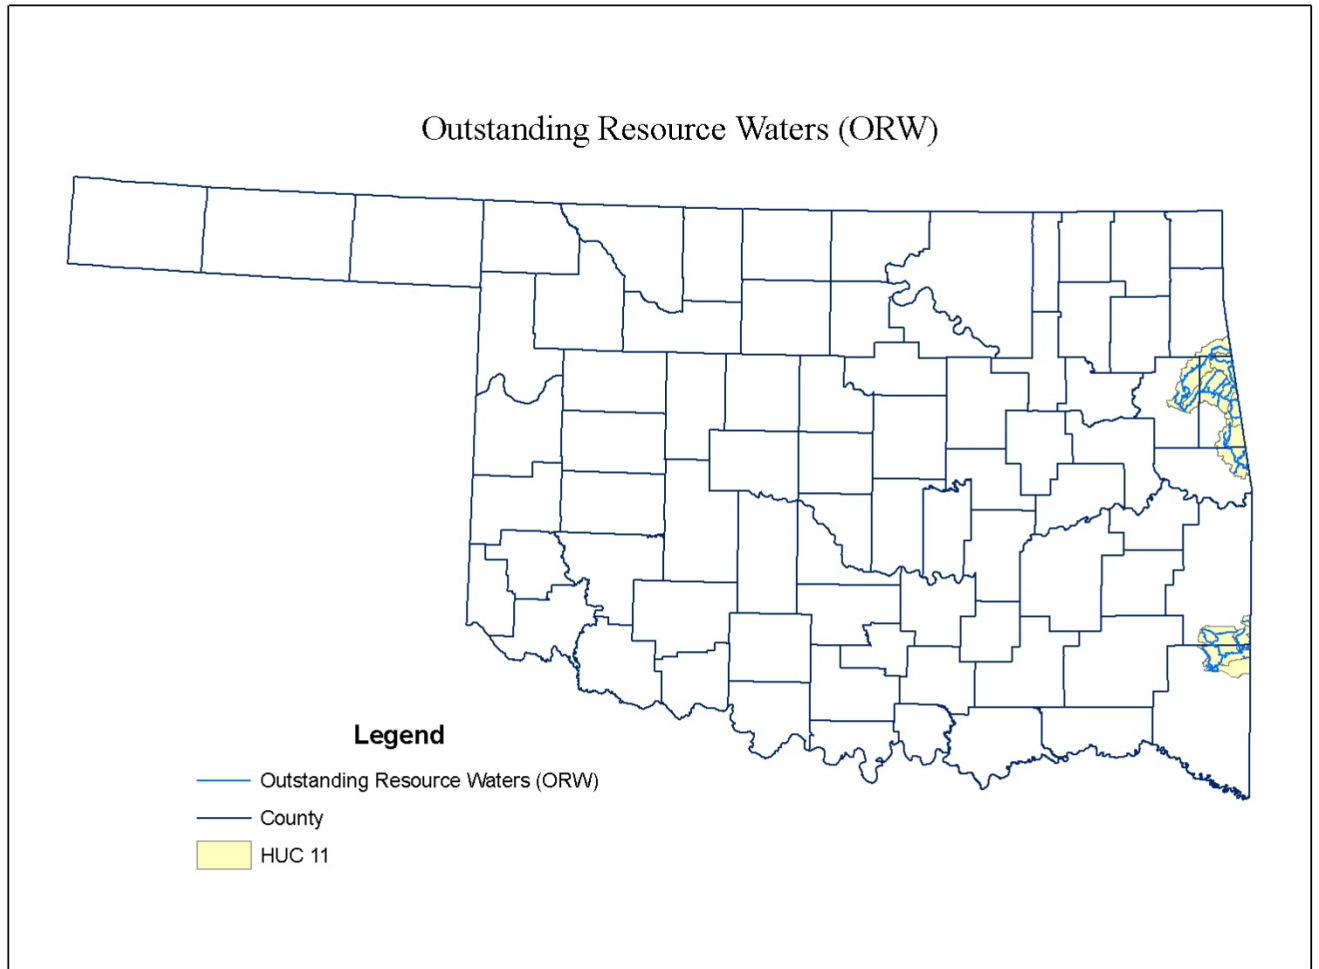 Outstanding Resource Waters (ORW)
Legend
Outstanding Resource Waters (ORW)
County
HUC 11